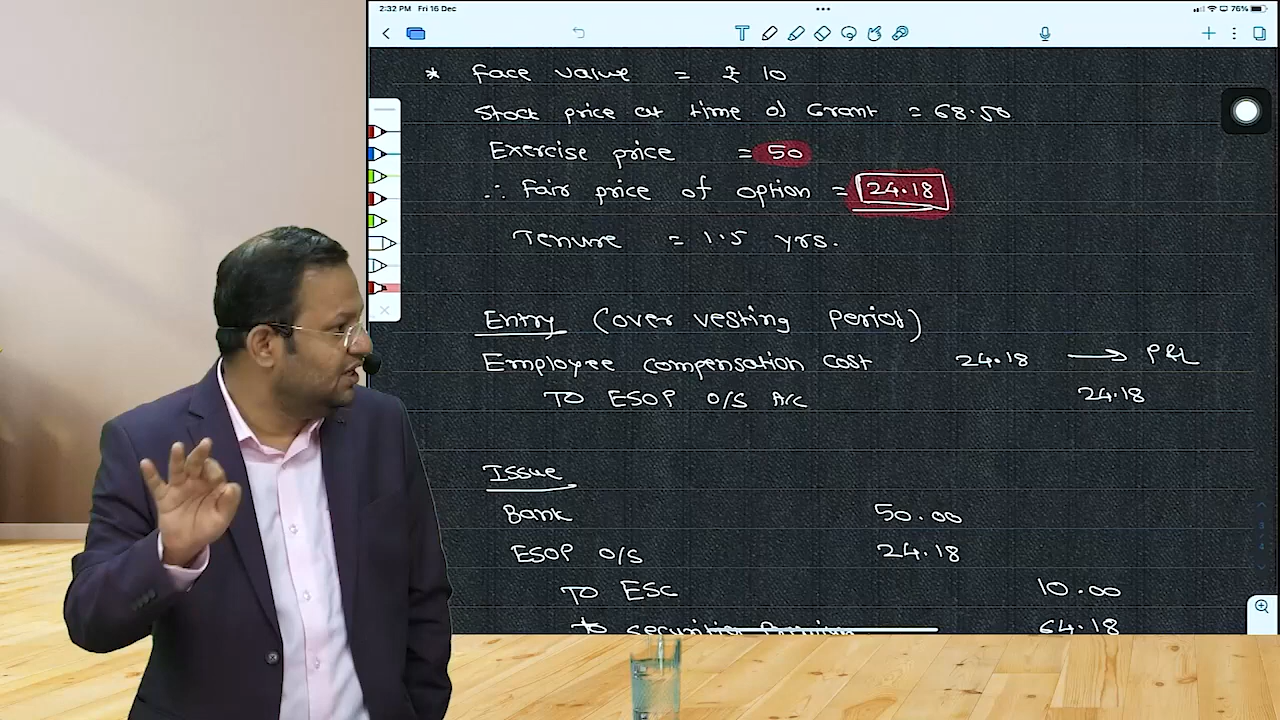 2:32 PM Fri 16 Dec
76%
* Face value = ₹ 10
Stock price at time of Grant = 68.50
Exercise price = 50
∴ Fair price of option = 24.18
Tenure = 1.5 yrs.
Entry (over vesting period)
Employee compensation cost 24.18 → P&L
TO ESOP O/S A/C 24.18
Issue
Bank 50.00
ESOP O/S 24.18
TO ESC 10.00
to Securities Premium 64.18